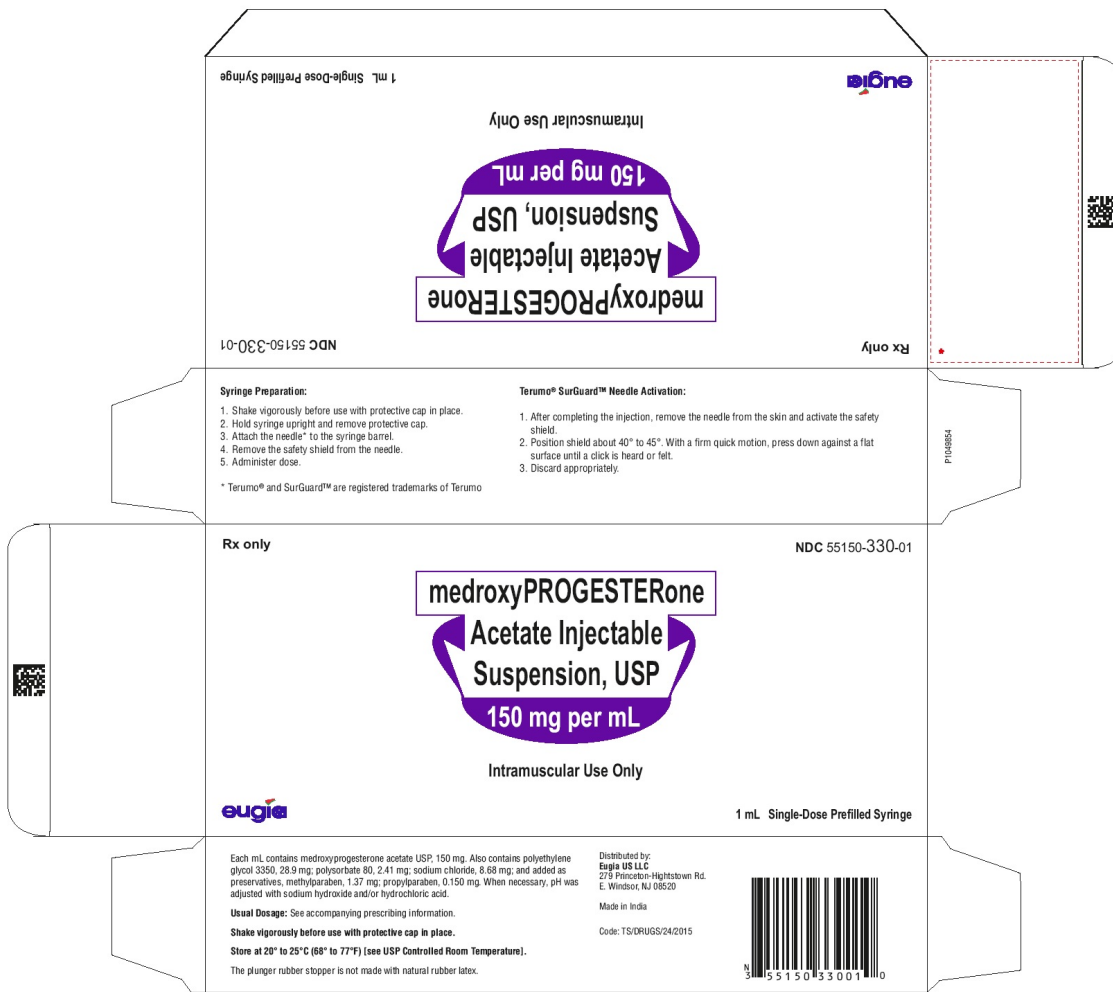 1 mL Single-Dose Prefilled Syringe
eugia
Intramuscular Use Only
150 mg per mL
Suspension, USP
Acetate Injectable
medroxyPROGESTERone
NDC 55150-330-01
Rx only
*
Syringe Preparation:
1. Shake vigorously before use with protective cap in place.
2. Hold syringe upright and remove protective cap.
3. Attach the needle* to the syringe barrel.
4. Remove the safety shield from the needle.
5. Administer dose.
* Terumo® and SurGuard™ are registered trademarks of Terumo
Terumo® SurGuard™ Needle Activation:
1. After completing the injection, remove the needle from the skin and activate the safety
shield.
2. Position shield about 40° to 45°. With a firm quick motion, press down against a flat
surface until a click is heard or felt.
3. Discard appropriately.
P1049854
Rx only
NDC 55150-330-01
medroxyPROGESTERone
Acetate Injectable
Suspension, USP
150 mg per mL
Intramuscular Use Only
eugia
1 mL Single-Dose Prefilled Syringe
Each mL contains medroxyprogesterone acetate USP, 150 mg. Also contains polyethylene
glycol 3350, 28.9 mg; polysorbate 80, 2.41 mg; sodium chloride, 8.68 mg; and added as
preservatives, methylparaben, 1.37 mg; propylparaben, 0.150 mg. When necessary, pH was
adjusted with sodium hydroxide and/or hydrochloric acid.
Usual Dosage: See accompanying prescribing information.
Shake vigorously before use with protective cap in place.
Store at 20° to 25°C (68° to 77°F) [see USP Controlled Room Temperature].
The plunger rubber stopper is not made with natural rubber latex.
Distributed by:
Eugia US LLC
279 Princeton-Hightstown Rd.
E. Windsor, NJ 08520
Made in India
Code: TS/DRUGS/24/2015
N
3 55150 33001 0